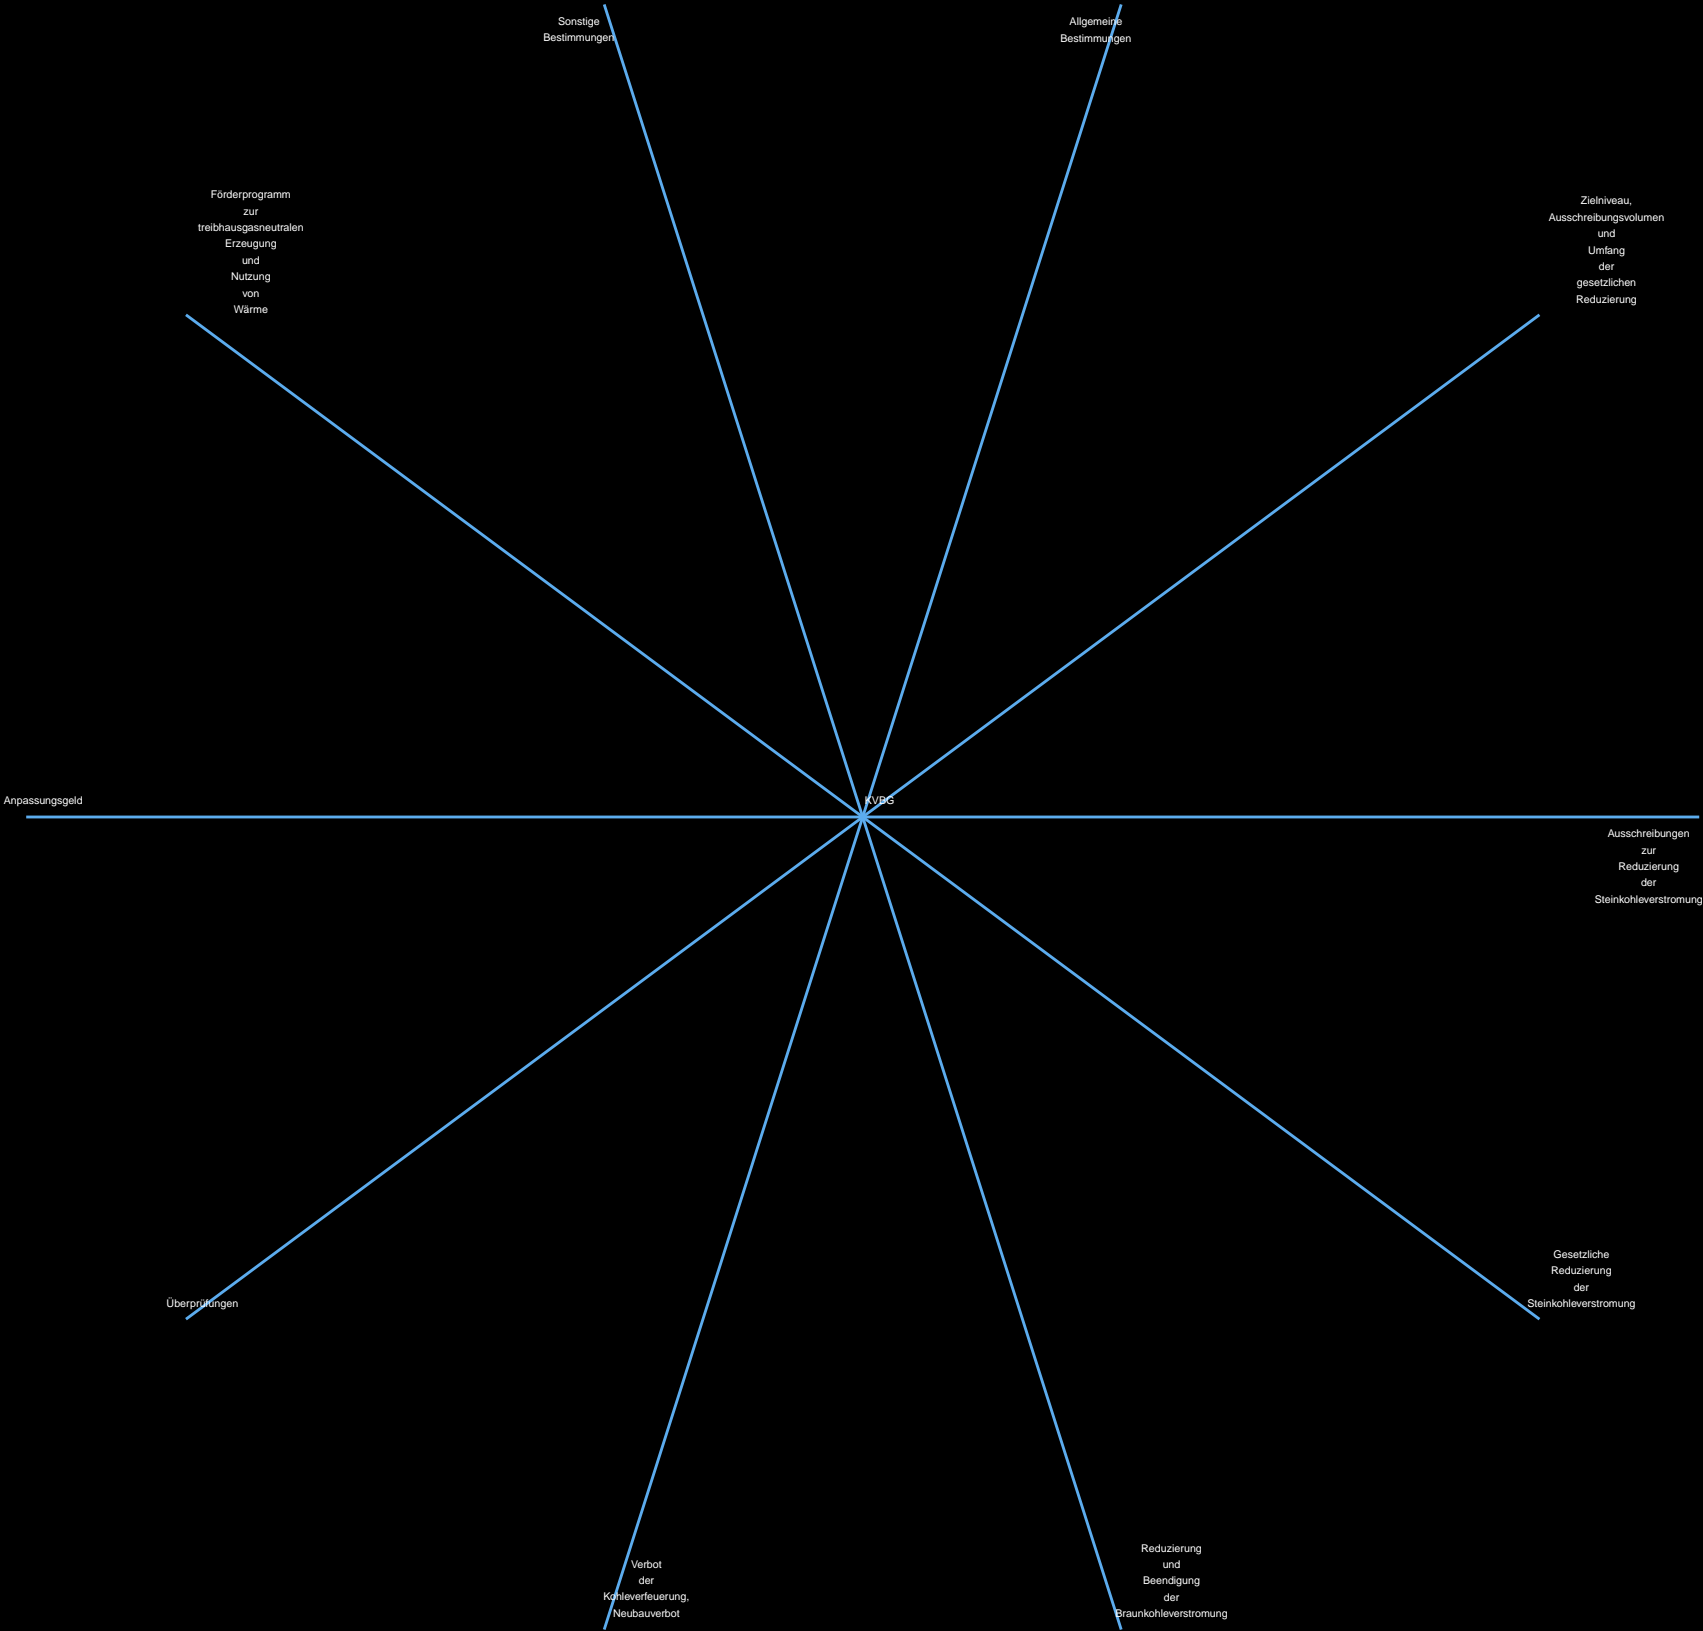 Sonstige
Bestimmungen
Allgemeine
Bestimmungen
Förderprogramm
zur
treibhausgasneutralen
Erzeugung
und
Nutzung
von
Wärme
Zielniveau,
Ausschreibungsvolumen
und
Umfang
der
gesetzlichen
Reduzierung
Anpassungsgeld
KVBG
Ausschreibungen
zur
Reduzierung
der
Steinkohleverstromung
Überprüfungen
Gesetzliche
Reduzierung
der
Steinkohleverstromung
Verbot
der
Kohleverfeuerung,
Neubauverbot
Reduzierung
und
Beendigung
der
Braunkohleverstromung